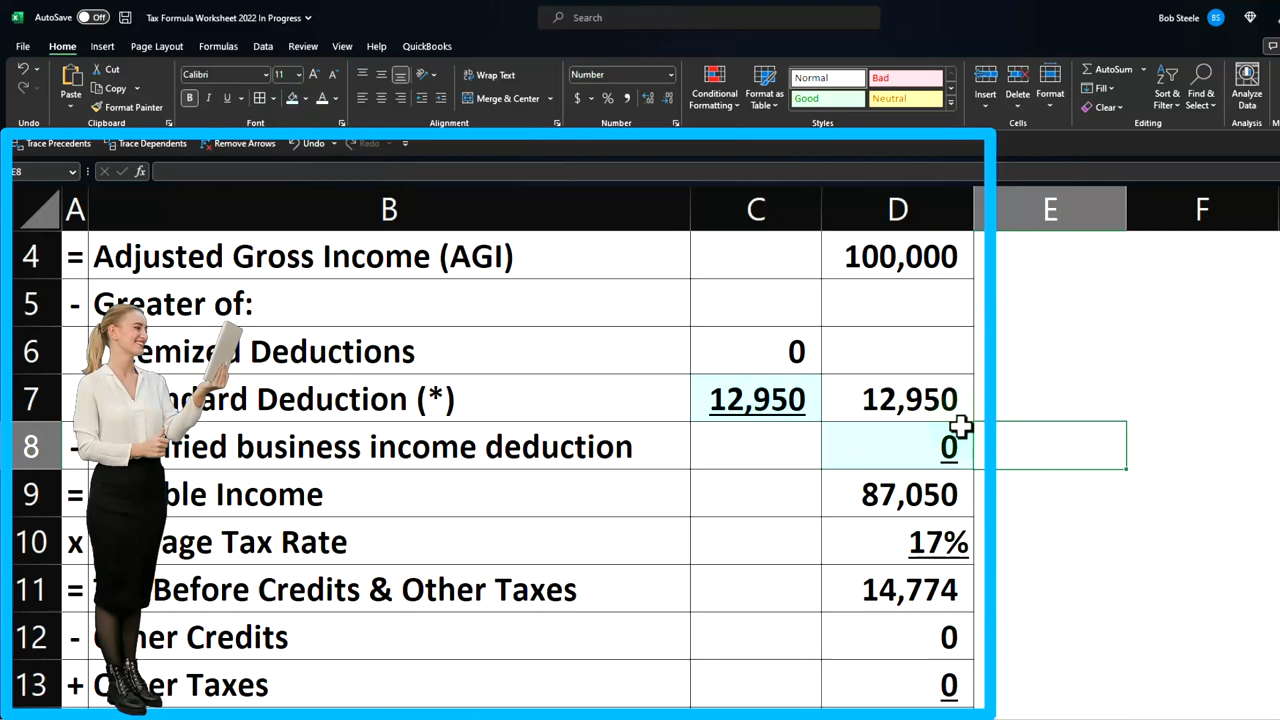 AutoSave Off Tax Formula Worksheet 2022 In Progress Search Bob Steele BS
File Home Insert Page Layout Formulas Data Review View Help QuickBooks
Paste Cut Copy Format Painter
Calibri 11
B I U
Wrap Text
Merge & Center
Number
$ % ,
Conditional Formatting
Format as Table
Normal Bad
Good Neutral
Insert Delete Format
AutoSum
Fill
Clear
Sort & Filter
Find & Select
Analyze Data
Undo Clipboard Font Alignment Number Styles Cells Editing Analysis
Trace Precedents Trace Dependents Remove Arrows Undo Redo
E8 fx
A B C D E F
4 = Adjusted Gross Income (AGI) 100,000
5 - Greater of:
6 Deductions 0
7 Deduction (*) 12,950 12,950
8 - business income deduction 0
9 = Income 87,050
10 x Tax Rate 17%
11 = Before Credits & Other Taxes 14,774
12 - Credits 0
13 + Taxes 0